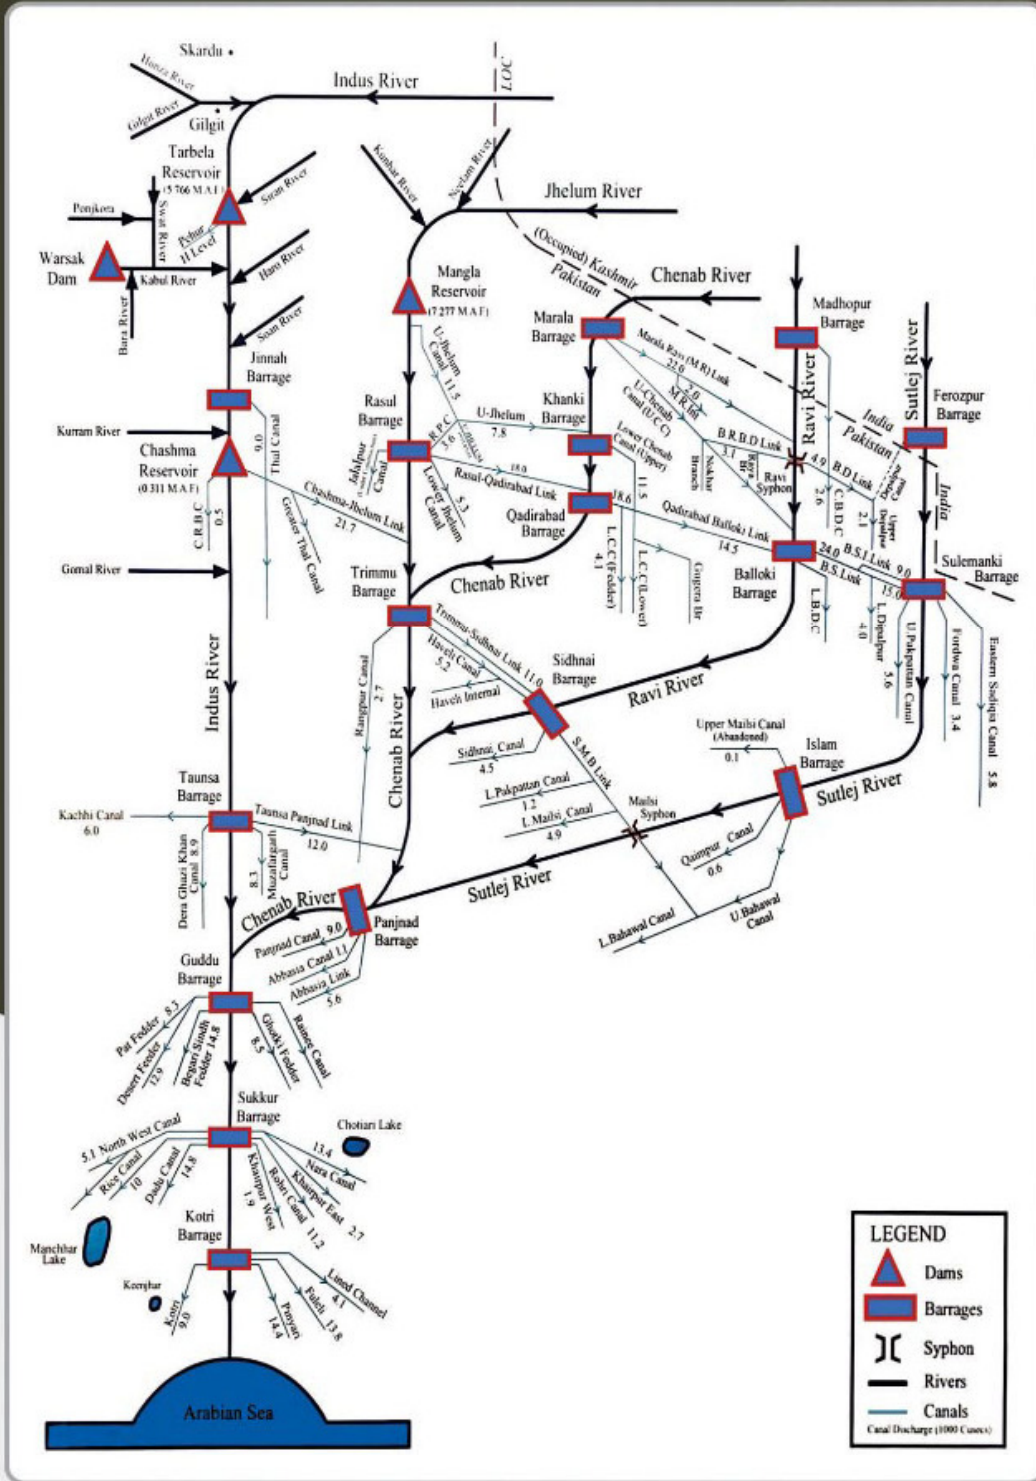 Skardu
Hunza River
Gilgit River
Gilgit
Indus River
LOC
Tarbela
Reservoir
(5 766 M A F)
Siran River
Kunhar River
Neelam River
Jhelum River
Ponjkora
Swat River
Pehur
H Level
Warsak
Dam
Kabul River
Bara River
Haro River
Soan River
Mangla
Reservoir
(7 277 M A F)
(Occupied) Kashmir
Pakistan
Chenab River
Marala
Barrage
Madhopur
Barrage
Sutlej River
Ferozpur
Barrage
Jinnah
Barrage
Kurram River
Chashma
Reservoir
(0.311 M A F)
9.0
Thal Canal
C.R.B.C
0.5
Gomal River
Chashma-Jhelum Link
21.7
Greater Thal Canal
U-Jhelum
Canal 11.5
Rasul
Barrage
R.P.C
U-Jhelum
7.8
Jalalpur
Canal
5.3
Lower Jhelum
Canal
18.0
Rasul-Qadirabad Link
Khanki
Barrage
Lower Chenab
Canal (Upper)
11.5
Qadirabad
Barrage
18.6
Marala Ravi (M R) Link
22.0
2.0
M.R Int
U-Chenab
Canal (U.C C)
B.R.B.D Link
3.1
Nokhar
Branch
Ravi
Syphon
Ravi River
4.9
B.D Link
C.B.D.C
2.6
2.1
Upper
Depalpur
Depalpur
Canal
India
Pakistan
India
Qadirabad Balloki Link
14.5
L.C.C (Fedder)
4.1
L.C.C (Lower)
Gugera Br
Balloki
Barrage
24.0
B.S.I. Link 9.0
B.S.Link 15.0
Sulemanki
Barrage
L.B.D.C
L.Dipalpur
4.0
U.Pakpattan Canal
5.6
Fordwa Canal 3.4
Eastern Sadiqia Canal 5.8
Chenab River
Trimmu
Barrage
Trimmu-Sidhnai Link 11.0
Haveli Canal
5.2
Haveli Internal
Rangpur Canal
2.7
Indus River
Chenab River
Sidhnai
Barrage
Ravi River
Sidhnai Canal
4.5
S.M.B Link
Upper Mailsi Canal
(Abandoned)
0.1
Islam
Barrage
Sutlej River
L.Pakpattan Canal
1.2
L.Mailsi Canal
4.9
Mailsi
Syphon
Qaimpur Canal
0.6
Taunsa
Barrage
Kachhi Canal
6.0
Taunsa Panjnad Link
12.0
Dera Ghazi Khan
Canal 8.9
8.3
Muzafargarh
Canal
Sutlej River
U.Bahawal
Canal
L.Bahawal Canal
Chenab River
Panjnad
Barrage
Panjnad Canal 9.0
Abbasia Canal 1.1
Abbasia Link
5.6
Guddu
Barrage
Pat Fedder 8.3
Desert Feeder
12.9
Begari Sindh
Fedder 14.8
Ghotki Fedder
8.5
Rainee Canal
Sukkur
Barrage
5.1 North West Canal
Rice Canal
10
Dadu Canal
14.8
Khairpur West
1.9
Rohri Canal 11.2
Khairpur East 2.7
13.4
Nara Canal
Chotiari Lake
Manchhar
Lake
Keenjhar
Kotri
Barrage
Kotri
9.0
Pinyari
14.4
Fuleli 13.8
Lined Channel
4.1
Arabian Sea
LEGEND
Dams
Barrages
Syphon
Rivers
Canals
Canal Discharge (1000 Cusecs)